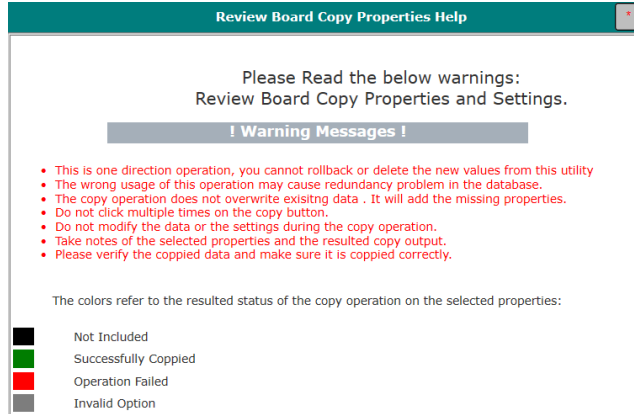 Review Board Copy Properties Help
*
Please Read the below warnings:
Review Board Copy Properties and Settings.
! Warning Messages !
This is one direction operation, you cannot rollback or delete the new values from this utility
The wrong usage of this operation may cause redundancy problem in the database.
The copy operation does not overwrite exisitng data . It will add the missing properties.
Do not click multiple times on the copy button.
Do not modify the data or the settings during the copy operation.
Take notes of the selected properties and the resulted copy output.
Please verify the coppied data and make sure it is coppied correctly.
The colors refer to the resulted status of the copy operation on the selected properties:
Not Included
Successfully Coppied
Operation Failed
Invalid Option